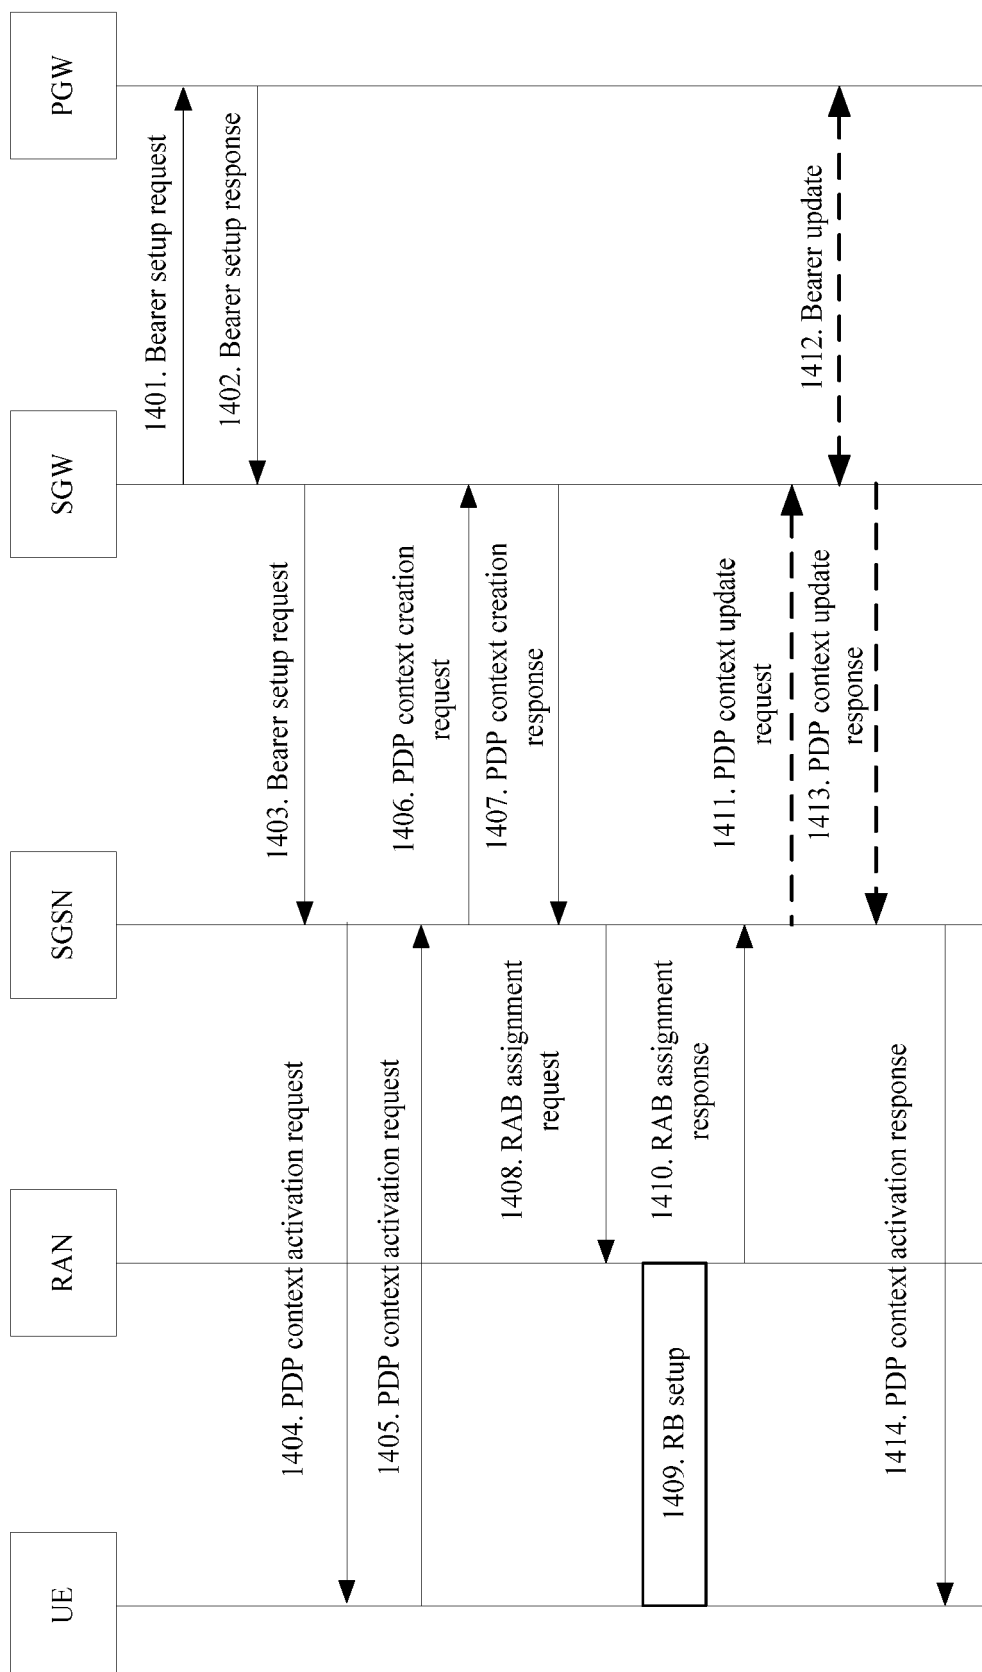 UE
RAN
SGSN
SGW
PGW
1401. Bearer setup request
1402. Bearer setup response
1403. Bearer setup request
1404. PDP context activation request
1405. PDP context activation request
1406. PDP context creation
request
1407. PDP context creation
response
1408. RAB assignment
request
1409. RB setup
1410. RAB assignment
response
1411. PDP context update
request
1412. Bearer update
1413. PDP context update
response
1414. PDP context activation response